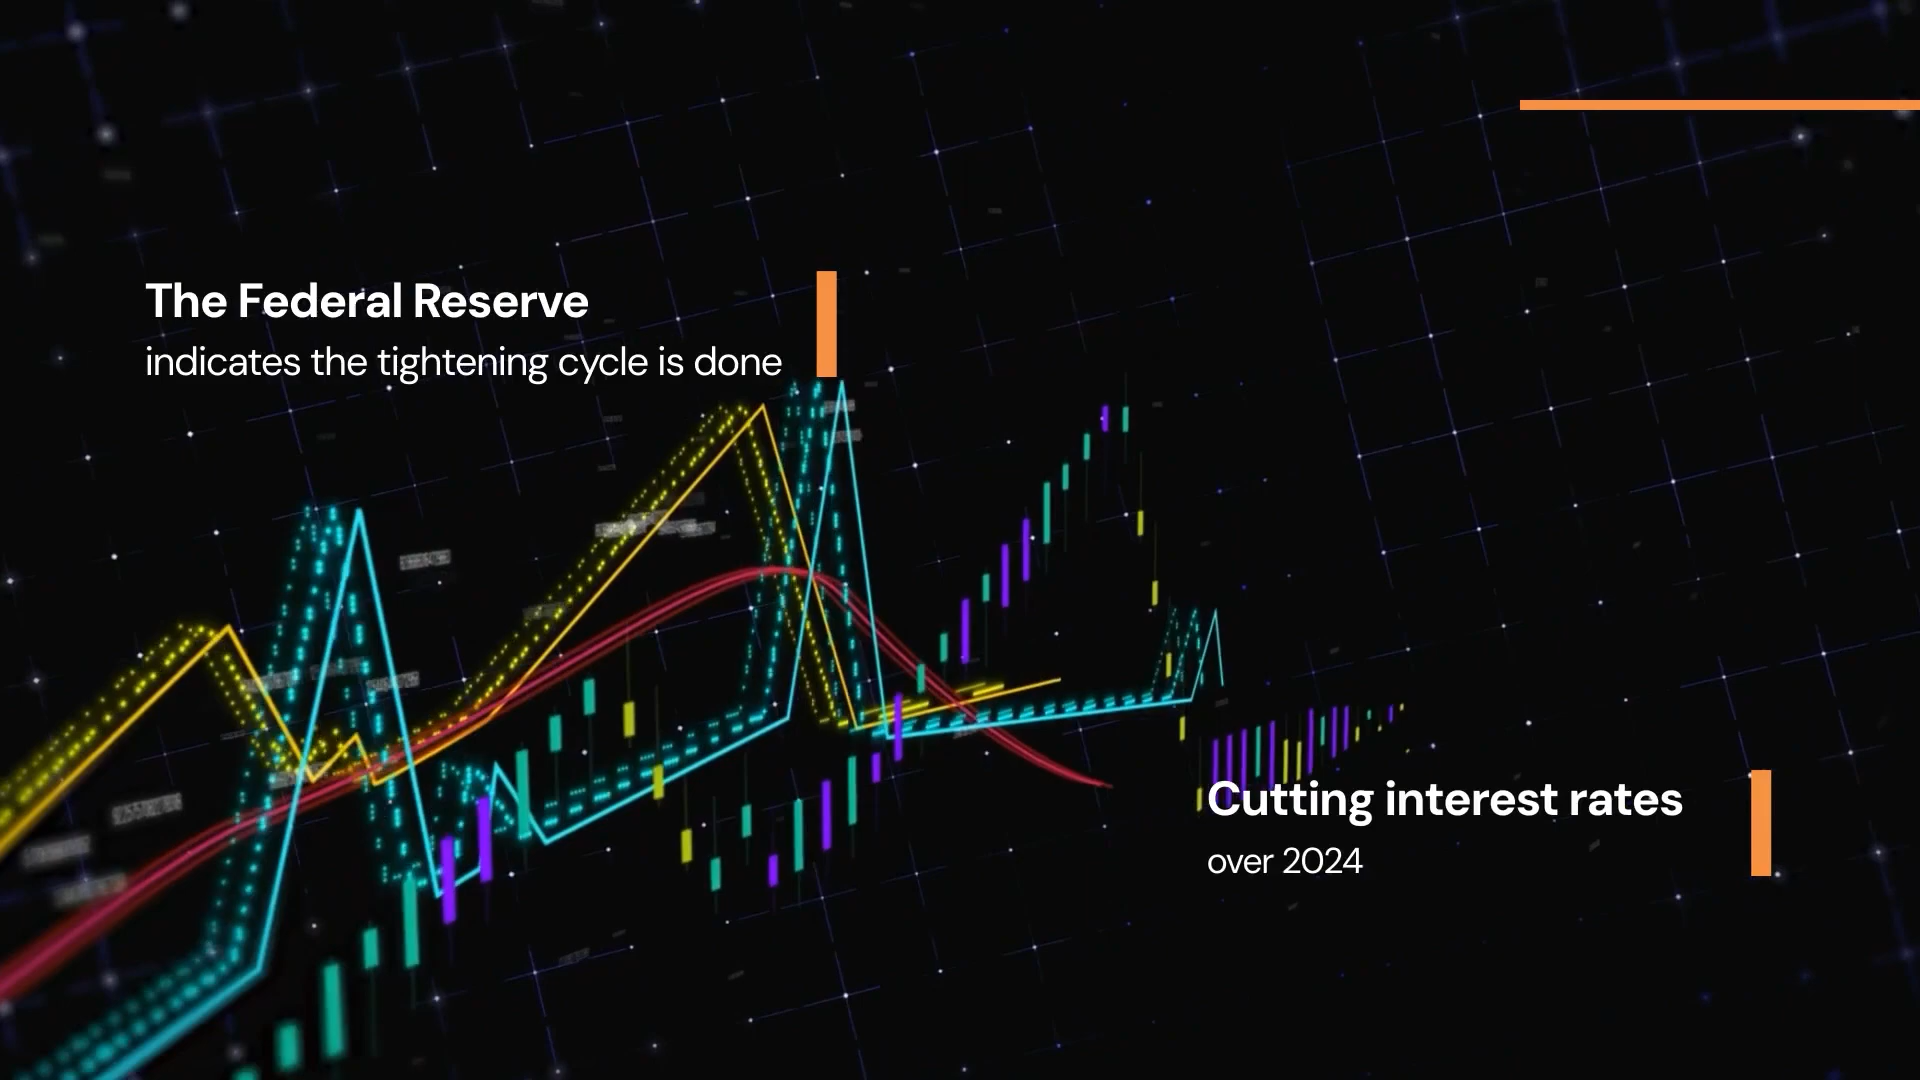 The Federal Reserve
indicates the tightening cycle is done
Cutting interest rates
over 2024